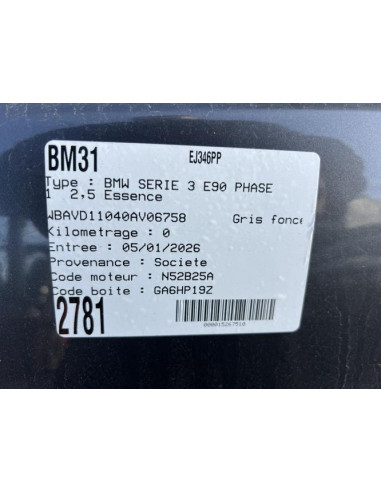 BM31
EJ346PP
Type : BMW SERIE 3 E90 PHASE
1 2,5 Essence
WBAVD11040AV06758 Gris fonce
Kilometrage : 0
Entree : 05/01/2026
Provenance : Societe
Code moteur : N52B25A
Code boite : GA6HP19Z
2781